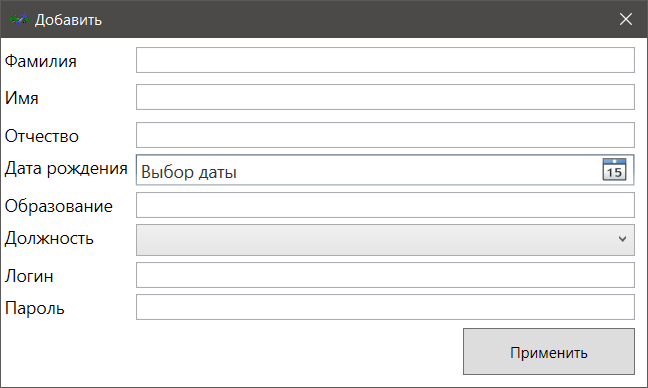 Добавить
Фамилия
Имя
Отчество
Дата рождения Выбор даты 15
Образование
Должность
Логин
Пароль
Применить